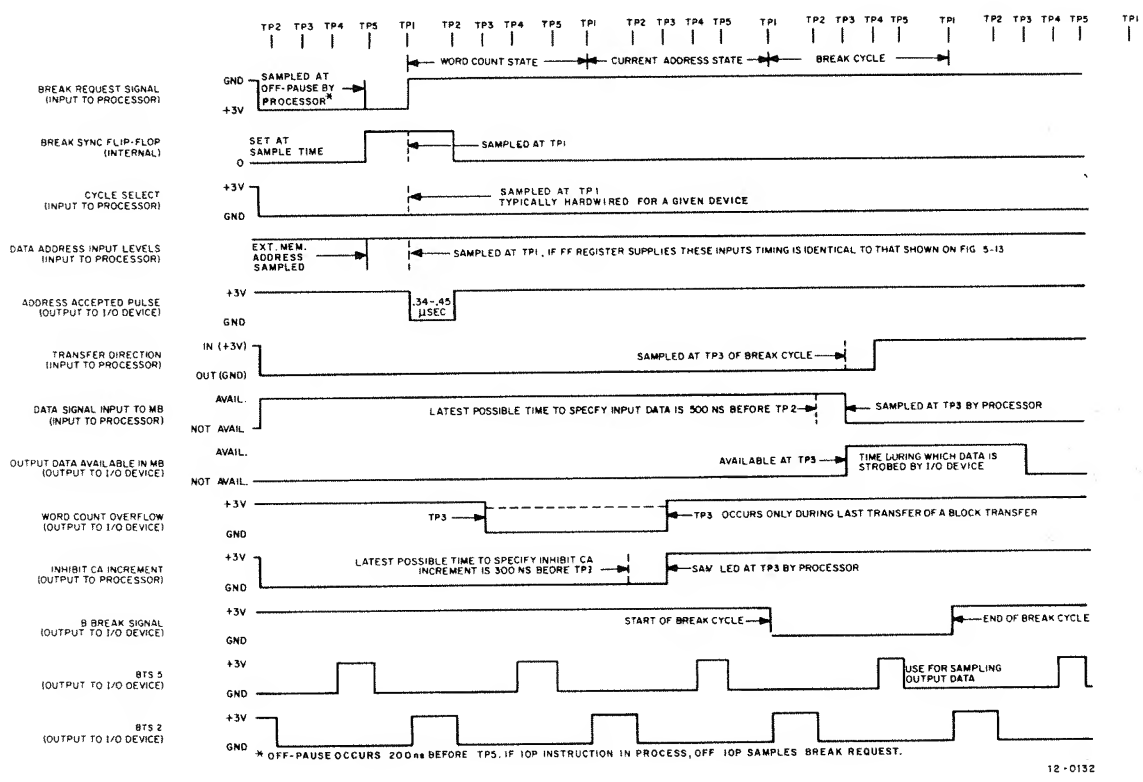 TP2 TP3 TP4 TP5 TP1 TP2 TP3 TP4 TP5 TP1 TP2 TP3 TP4 TP5 TP1 TP2 TP3 TP4 TP5 TP1 TP2 TP3 TP4 TP5 TP1
WORD COUNT STATE CURRENT ADDRESS STATE BREAK CYCLE
BREAK REQUEST SIGNAL
(INPUT TO PROCESSOR)
GND
+3V
SAMPLED AT
OFF-PAUSE BY
PROCESSOR*
BREAK SYNC FLIP-FLOP
(INTERNAL)
0
SET AT
SAMPLE TIME
SAMPLED AT TP1
CYCLE SELECT
(INPUT TO PROCESSOR)
+3V
GND
SAMPLED AT TP1
TYPICALLY HARDWIRED FOR A GIVEN DEVICE
DATA ADDRESS INPUT LEVELS
(INPUT TO PROCESSOR)
EXT. MEM.
ADDRESS
SAMPLED
SAMPLED AT TP1, IF FF REGISTER SUPPLIES THESE INPUTS TIMING IS IDENTICAL TO THAT SHOWN ON FIG 5-13
ADDRESS ACCEPTED PULSE
(OUTPUT TO I/O DEVICE)
+3V
GND
.34-.45
µSEC
TRANSFER DIRECTION
(INPUT TO PROCESSOR)
IN (+3V)
OUT (GND)
SAMPLED AT TP3 OF BREAK CYCLE
DATA SIGNAL INPUT TO MB
(INPUT TO PROCESSOR)
AVAIL.
NOT AVAIL
LATEST POSSIBLE TIME TO SPECFY INPUT DATA IS 500 NS BEFORE TP2
SAMPLED AT TP3 BY PROCESSOR
OUTPUT DATA AVAILABLE IN MB
(OUTPUT TO I/O DEVICE)
AVAIL.
NOT AVAIL.
AVAILABLE AT TP3
TIME DURING WHICH DATA IS
STROBED BY I/O DEVICE
WORD COUNT OVERFLOW
(OUTPUT TO I/O DEVICE)
+3V
GND
TP3
TP3 OCCURS ONLY DURING LAST TRANSFER OF A BLOCK TRANSFER
INHIBIT CA INCREMENT
(OUTPUT TO PROCESSOR)
+3V
GND
LATEST POSSIBLE TIME TO SPECIFY INHIBIT CA
INCREMENT IS 300 NS BEORE
SAM LED AT TP3 BY PROCESSOR
B BREAK SIGNAL
(OUTPUT TO I/O DEVICE)
+3V
GND
START OF BREAK CYCLE
END OF BREAK CYCLE
BTS 5
(OUTPUT TO I/O DEVICE)
+3V
GND
USE FOR SAMPLING
OUTPUT DATA
BTS 2
(OUTPUT TO I/O DEVICE)
+3V
GND
* OFF-PAUSE OCCURS 200ns BEFORE TP5. IF IOP INSTRUCTION IN PROCESS, OFF IOP SAMPLES BREAK REQUEST.
12-0132